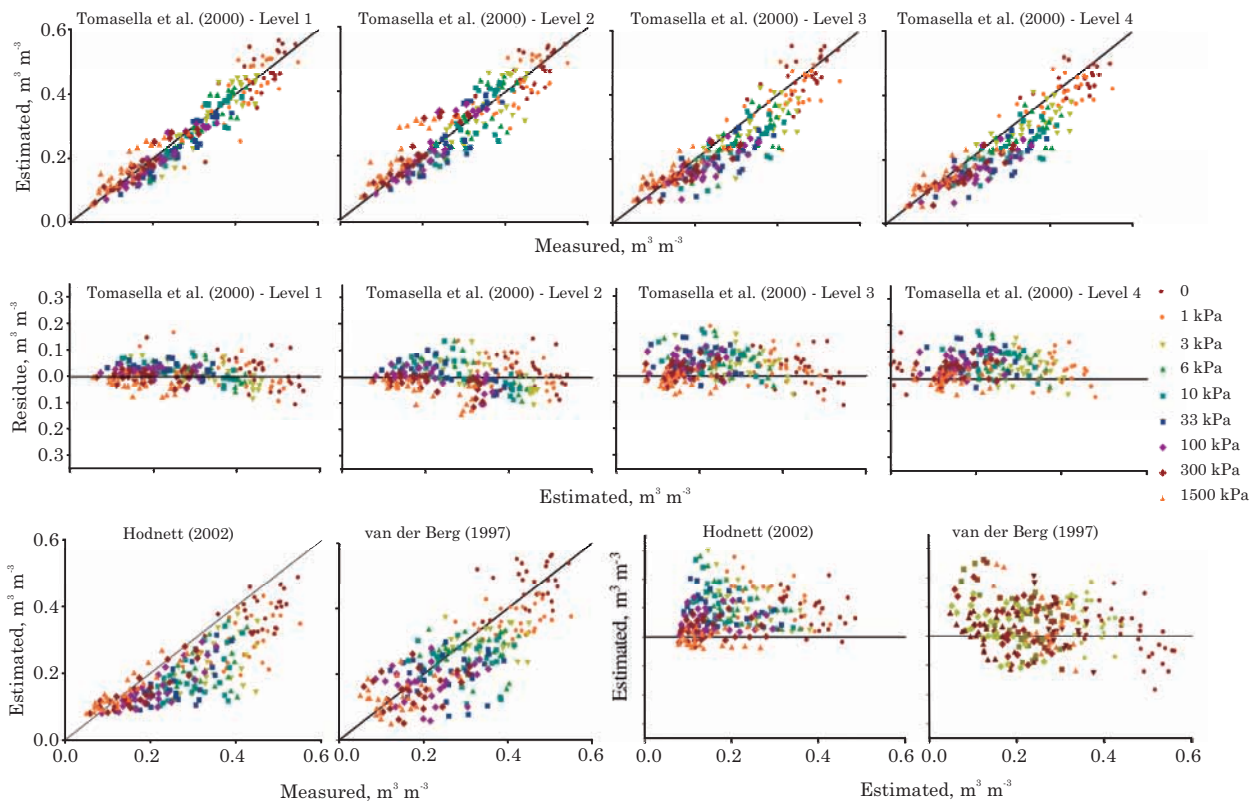 Tomasella et al. (2000) - Level 1
Tomasella et al. (2000) - Level 2
Tomasella et al. (2000) - Level 3
Tomasella et al. (2000) - Level 4
0.6
0.4
0.2
0.0
Estimated, m³ m⁻³
Measured, m³ m⁻³
Tomasella et al. (2000) - Level 1
Tomasella et al. (2000) - Level 2
Tomasella et al. (2000) - Level 3
Tomasella et al. (2000) - Level 4
0.3
0.2
0.1
0.0
0.1
0.2
0.3
Residue, m³ m⁻³
Estimated, m³ m⁻³
0
1 kPa
3 kPa
6 kPa
10 kPa
33 kPa
100 kPa
300 kPa
1500 kPa
Hodnett (2002)
van der Berg (1997)
Hodnett (2002)
van der Berg (1997)
0.6
0.4
0.2
0.0
Estimated, m³ m⁻³
Estimated, m³ m⁻³
0.0 0.2 0.4 0.6
0.0 0.2 0.4 0.6
0.0 0.2 0.4 0.6
0.0 0.2 0.4 0.6
Measured, m³ m⁻³
Estimated, m³ m⁻³